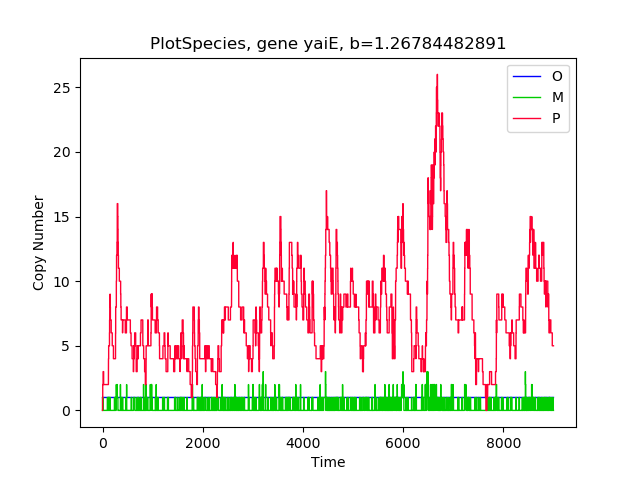 PlotSpecies, gene yaiE, b=1.26784482891
O
M
P
25
20
15
10
5
0
Copy Number
0 2000 4000 6000 8000
Time